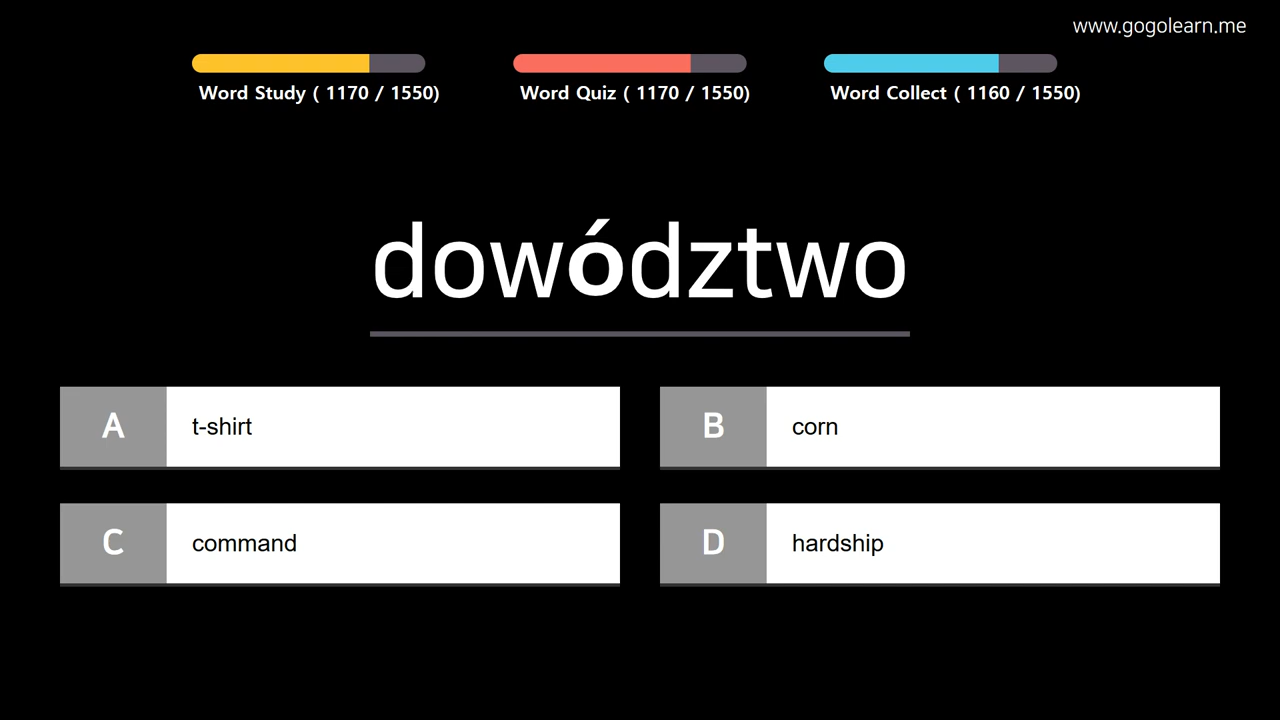 www.gogolearn.me
Word Study ( 1170 / 1550)
Word Quiz ( 1170 / 1550)
Word Collect ( 1160 / 1550)
dowództwo
A t-shirt
B corn
C command
D hardship